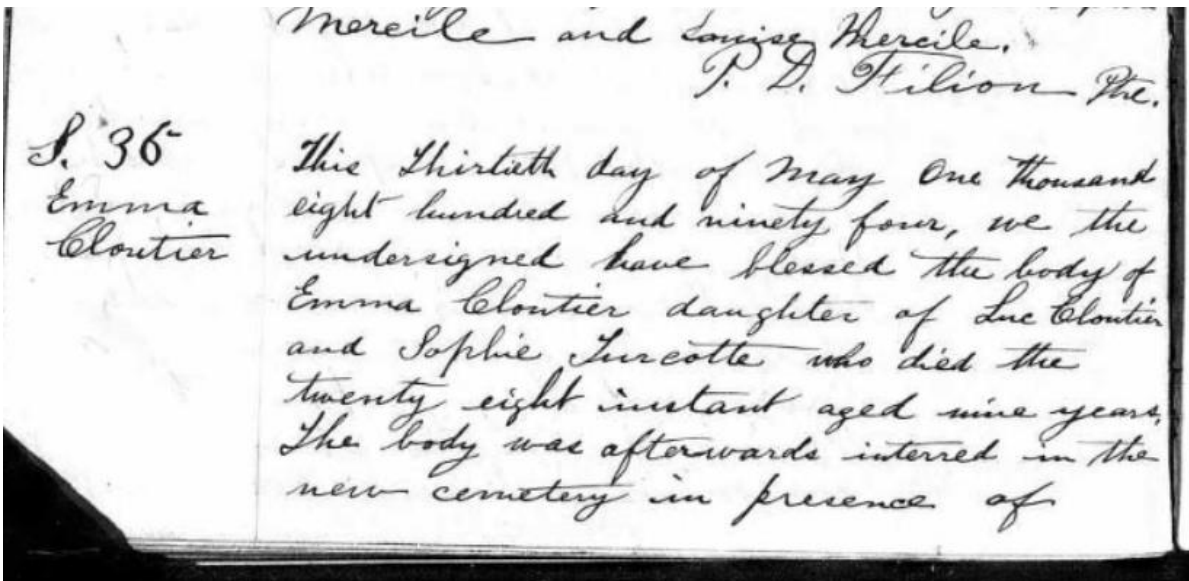 Mercile and Louise Mercile.
P. D. Filion Ptre.
S. 36
Emma
Cloutier
This Thirtieth day of May One Thousand
eight hundred and ninety four, we the
undersigned have blessed the body of
Emma Cloutier daughter of Luc Cloutier
and Sophie Turcotte who died the
twenty eight instant aged nine years.
The body was afterwards interred in the
new cemetery in presence of